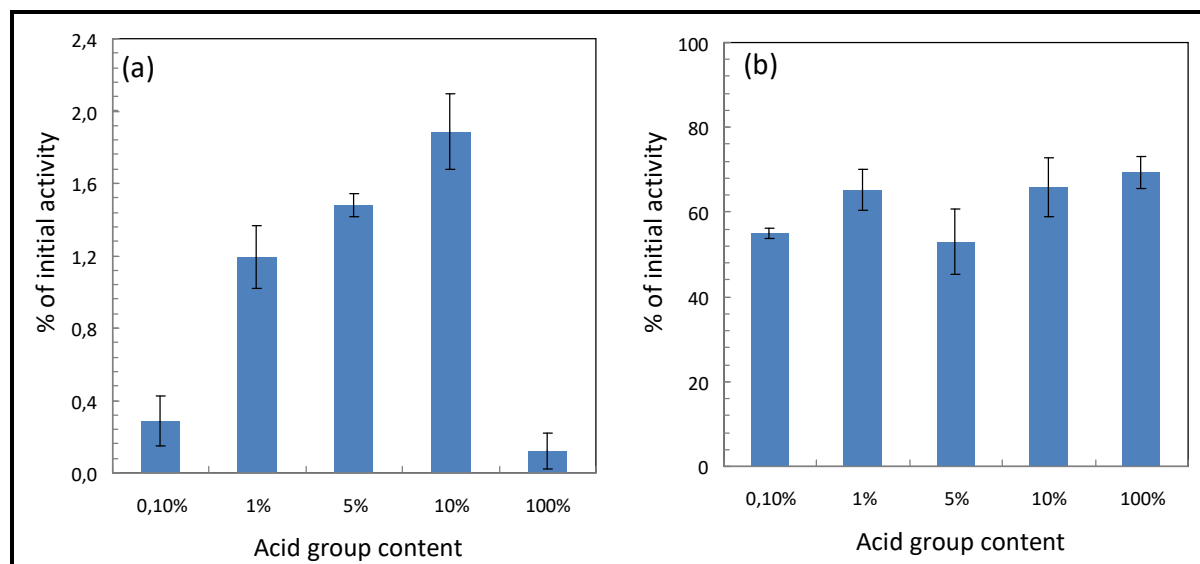 (a)
% of initial activity
2,4
2,0
1,6
1,2
0,8
0,4
0,0
0,10% 1% 5% 10% 100%
Acid group content
(b)
% of initial activity
100
80
60
40
20
0
0,10% 1% 5% 10% 100%
Acid group content